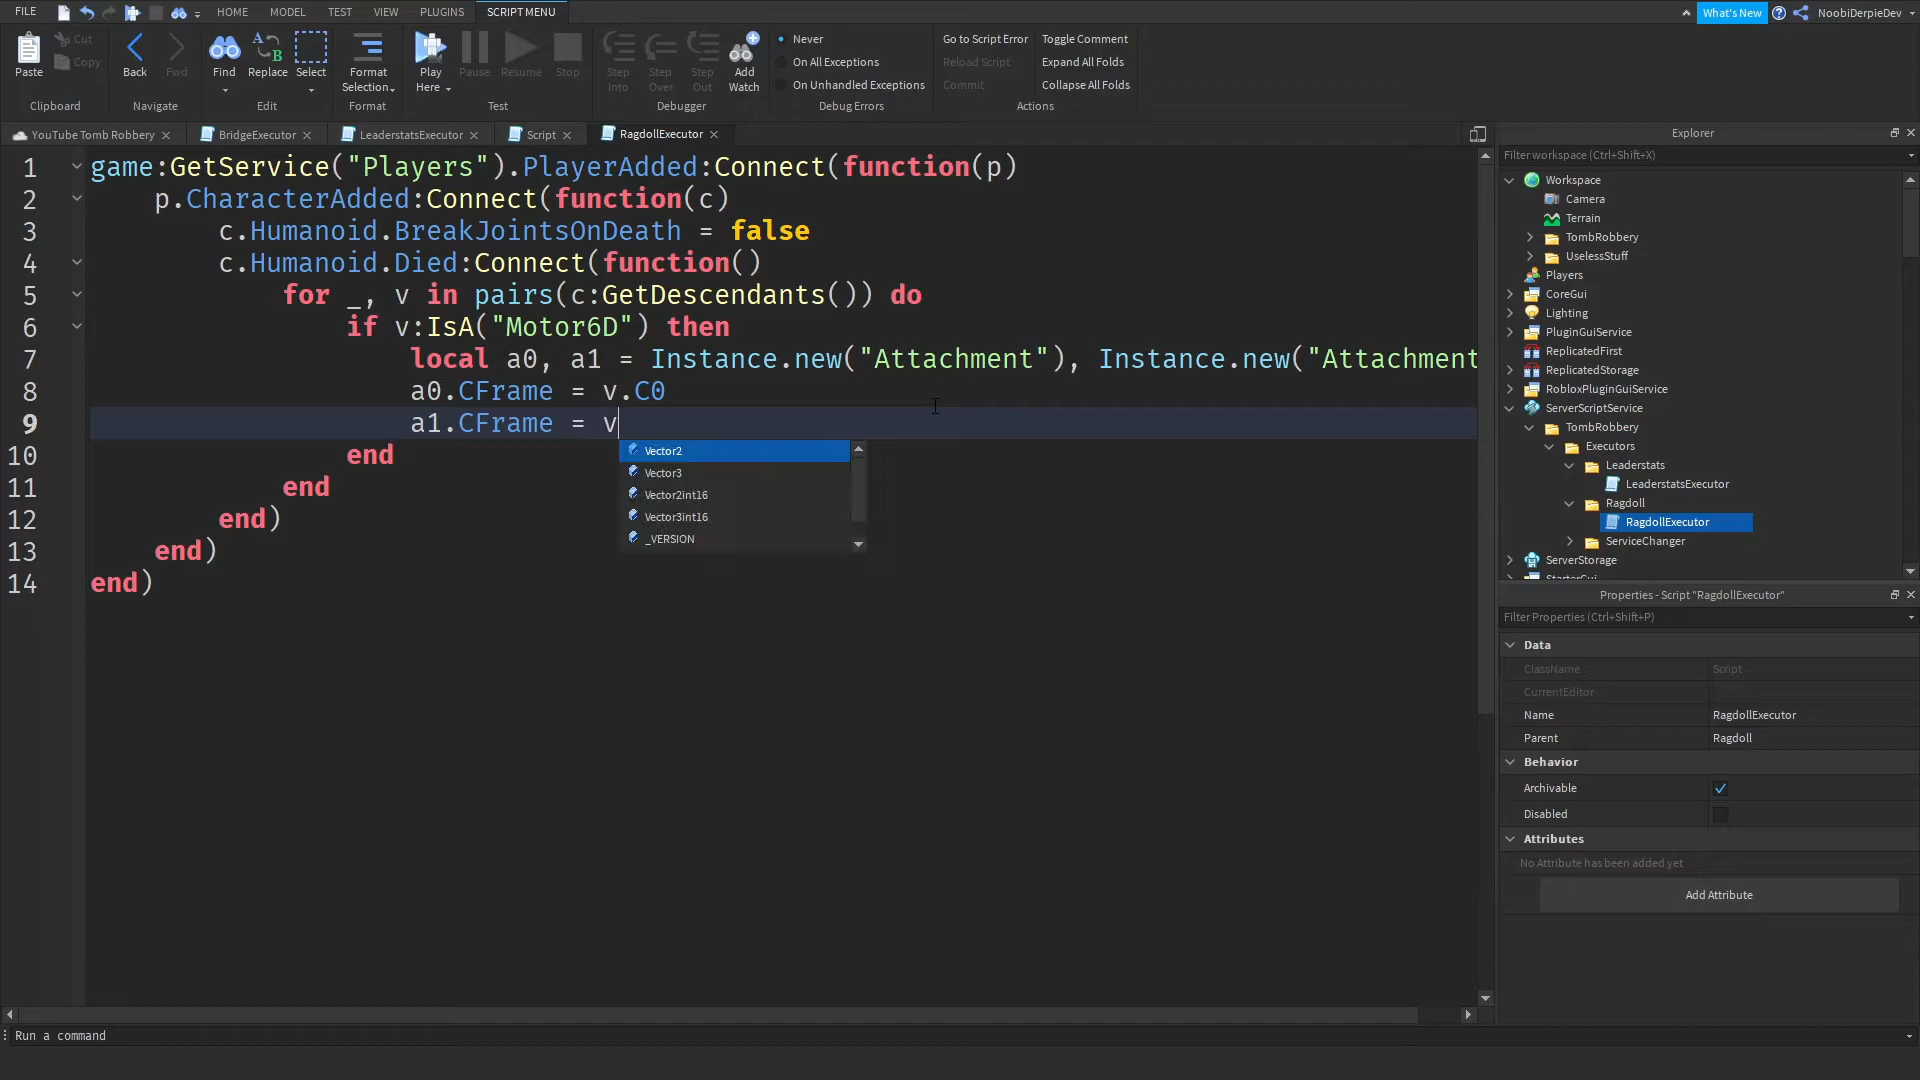 FILE HOME MODEL TEST VIEW PLUGINS SCRIPT MENU What's New NoobiDerpieDev
Paste Cut Copy Clipboard
Back Fwd Navigate
Find Replace Select Edit
Format Selection Format
Play Here Pause Resume Stop Test
Step Into Step Over Step Out Add Watch Debugger
Never
On All Exceptions
On Unhandled Exceptions
Debug Errors
Go to Script Error Toggle Comment
Reload Script Expand All Folds
Commit Collapse All Folds
Actions
YouTube Tomb Robbery BridgeExecutor LeaderstatsExecutor Script RagdollExecutor
1 game:GetService("Players").PlayerAdded:Connect(function(p)
2 p.CharacterAdded:Connect(function(c)
3 c.Humanoid.BreakJointsOnDeath = false
4 c.Humanoid.Died:Connect(function()
5 for _, v in pairs(c:GetDescendants()) do
6 if v:IsA("Motor6D") then
7 local a0, a1 = Instance.new("Attachment"), Instance.new("Attachment
8 a0.CFrame = v.C0
9 a1.CFrame = v
10 end
11 end
12 end)
13 end)
14 end)
Vector2
Vector3
Vector2int16
Vector3int16
_VERSION
Run a command
Explorer
Filter workspace (Ctrl+Shift+X)
Workspace
Camera
Terrain
TombRobbery
UselessStuff
Players
CoreGui
Lighting
PluginGuiService
ReplicatedFirst
ReplicatedStorage
RobloxPluginGuiService
ServerScriptService
TombRobbery
Executors
Leaderstats
LeaderstatsExecutor
Ragdoll
RagdollExecutor
ServiceChanger
ServerStorage
StarterGui
Properties - Script "RagdollExecutor"
Filter Properties (Ctrl+Shift+P)
Data
ClassName Script
CurrentEditor
Name RagdollExecutor
Parent Ragdoll
Behavior
Archivable
Disabled
Attributes
No Attribute has been added yet
Add Attribute